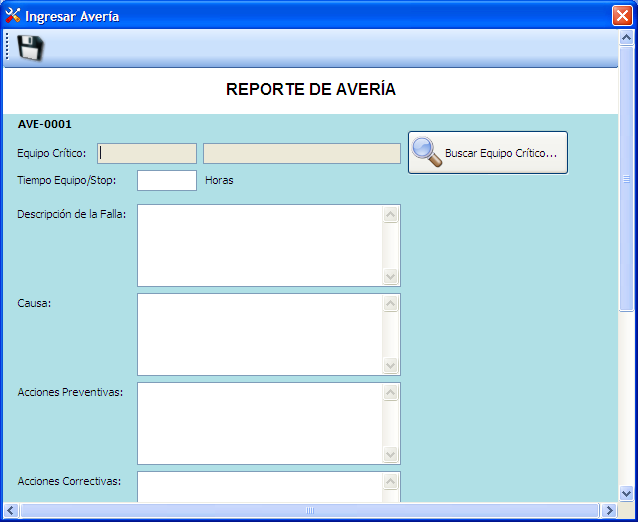 Ingresar Avería
REPORTE DE AVERÍA
AVE-0001
Equipo Crítico:
Buscar Equipo Crítico...
Tiempo Equipo/Stop:
Horas
Descripción de la Falla:
Causa:
Acciones Preventivas:
Acciones Correctivas: